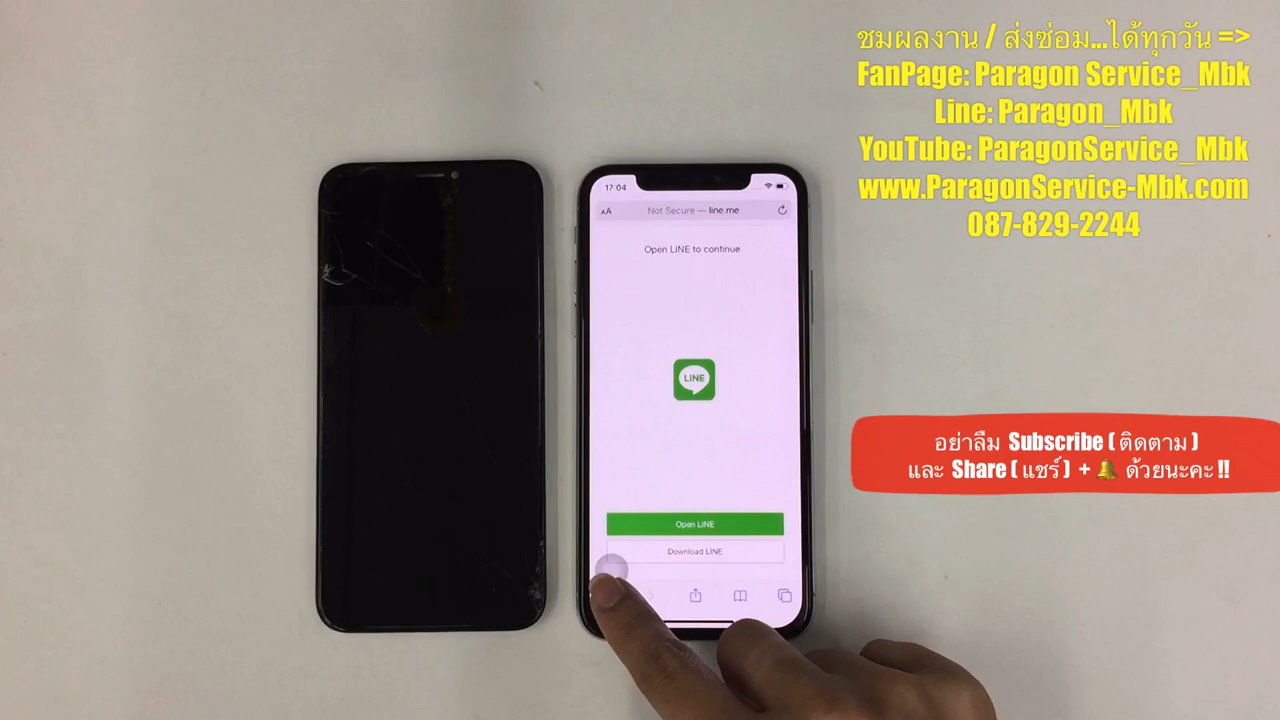 ชมผลงาน / ส่งซ่อม...ได้ทุกวัน =>
FanPage: Paragon Service_Mbk
Line: Paragon_Mbk
YouTube: ParagonService_Mbk
www.ParagonService-Mbk.com
087-829-2244
17:04
AA Not Secure — line.me
Open LINE to continue
LINE
Open LINE
Download LINE
อย่าลืม Subscribe ( ติดตาม )
และ Share ( แชร์ ) + 🔔 ด้วยนะคะ !!